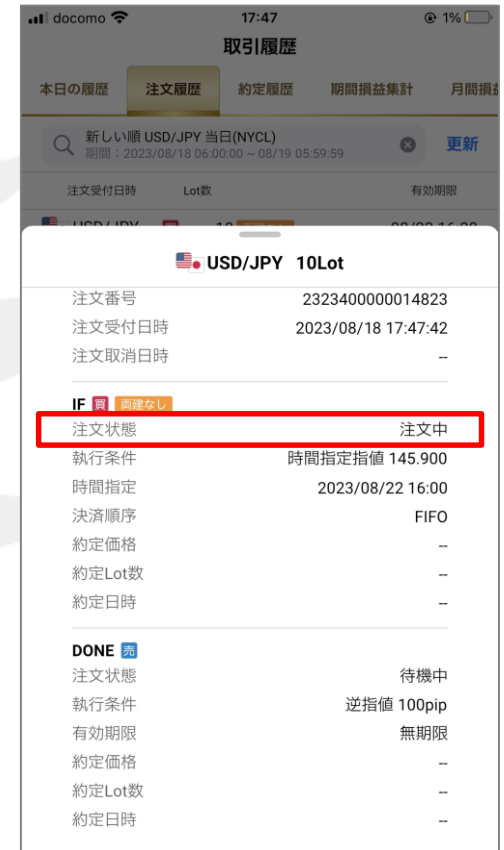 docomo 17:47 1%
取引履歴
本日の履歴 注文履歴 約定履歴 期間損益集計 月間損益
新しい順 USD/JPY 当日(NYCL)
期間：2023/08/18 06:00:00 ~ 08/19 05:59:59
更新
注文受付日時 Lot数 有効期限
USD/JPY 買 10
USD/JPY 10Lot
注文番号 2323400000014823
注文受付日時 2023/08/18 17:47:42
注文取消日時 --
IF 買 両建なし
注文状態 注文中
執行条件 時間指定指値 145.900
時間指定 2023/08/22 16:00
決済順序 FIFO
約定価格 --
約定Lot数 --
約定日時 --
DONE 売
注文状態 待機中
執行条件 逆指値 100pip
有効期限 無期限
約定価格 --
約定Lot数 --
約定日時 --